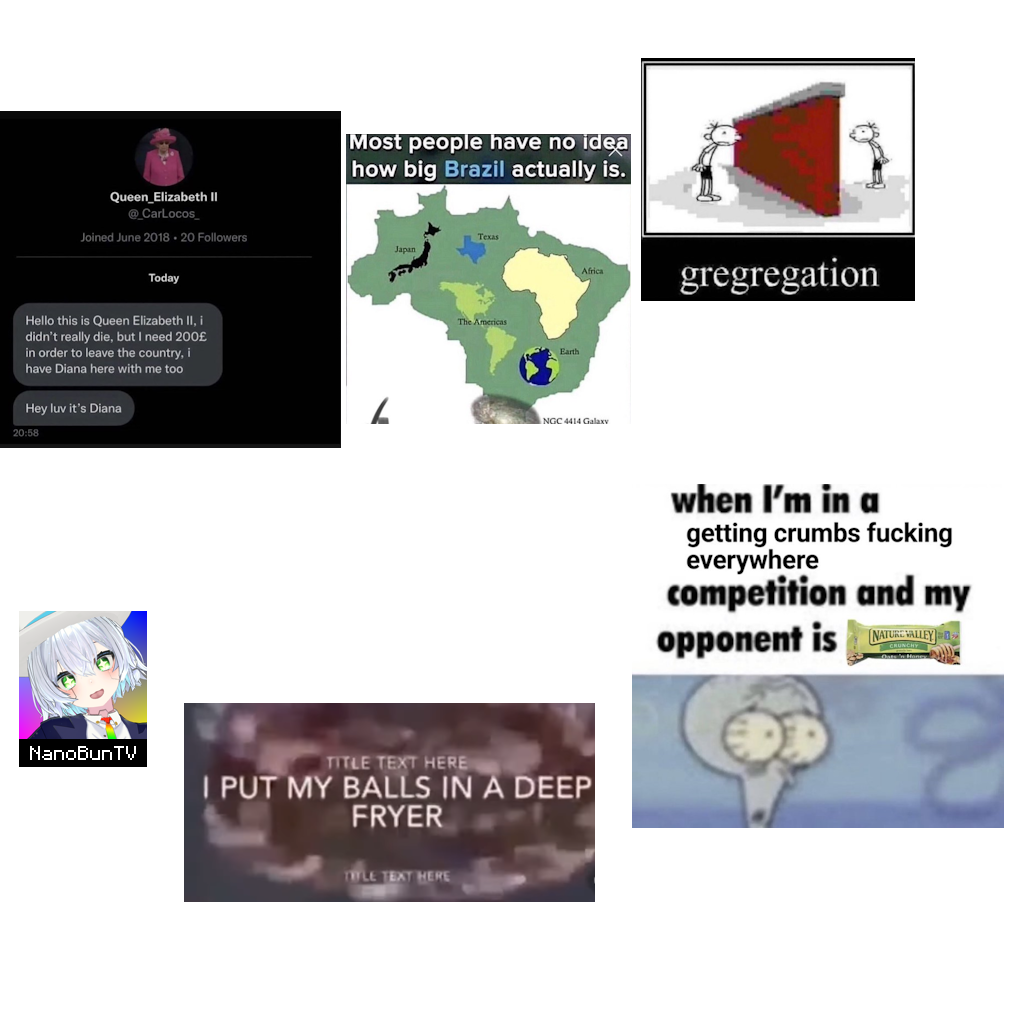 Queen_Elizabeth II
@_CarLocos_
Joined June 2018 • 20 Followers
Today
Hello this is Queen Elizabeth II, i
didn't really die, but I need 200£
in order to leave the country, i
have Diana here with me too
Hey luv it's Diana
20:58
Most people have no idea
how big Brazil actually is.
Japan
Texas
Africa
The Americas
Earth
NGC 4414 Galaxy
gregregation
when I'm in a
getting crumbs fucking
everywhere
competition and my
opponent is
NATURE VALLEY
CRUNCHY
Oats 'n Honey
NanoBunTV
TITLE TEXT HERE
I PUT MY BALLS IN A DEEP
FRYER
TITLE TEXT HERE